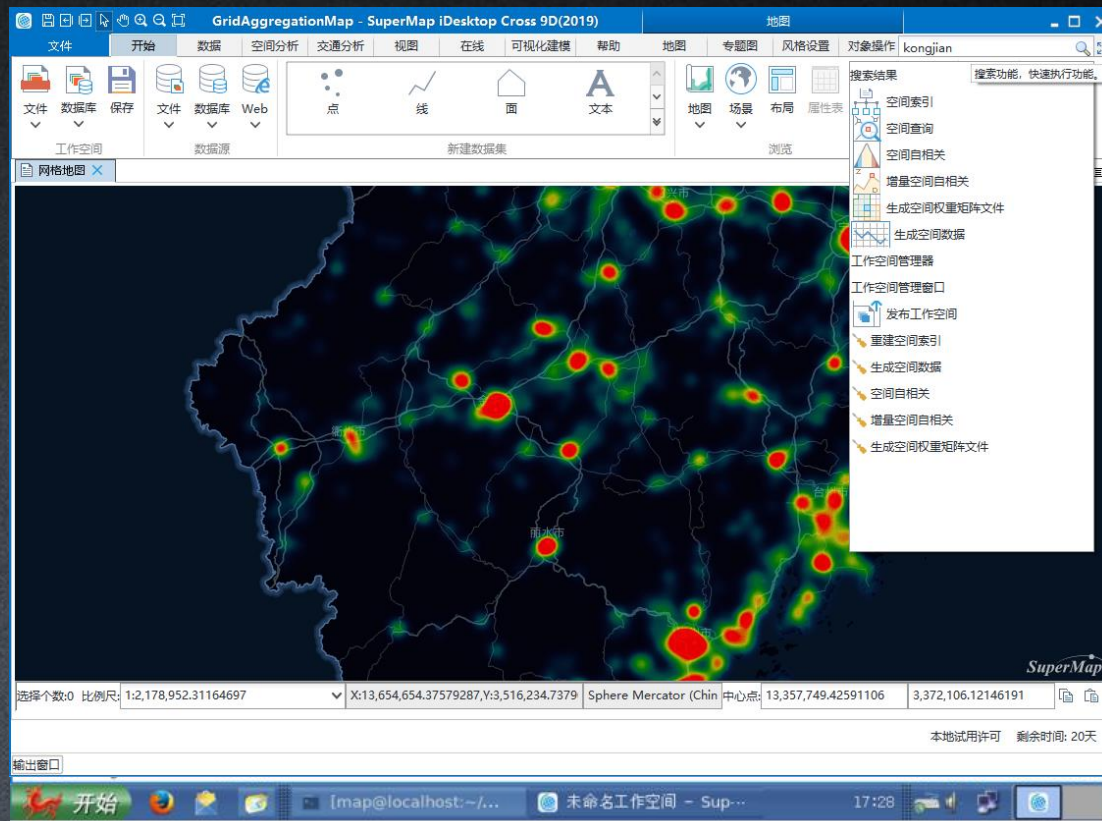 GridAggregationMap - SuperMap iDesktop Cross 9D(2019)
地图
文件 开始 数据 空间分析 交通分析 视图 在线 可视化建模 帮助 地图 专题图 风格设置 对象操作 kongjian
文件 数据库 保存 文件 数据库 Web 点 线 面 文本 地图 场景 布局 属性表
工作空间 数据源 新建数据集 浏览
网格地图
搜索结果
搜索功能，快速执行功能。
空间索引
空间查询
空间自相关
增量空间自相关
生成空间权重矩阵文件
生成空间数据
工作空间管理器
工作空间管理窗口
发布工作空间
重建空间索引
生成空间数据
空间自相关
增量空间自相关
生成空间权重矩阵文件
丽水市
SuperMap
选择个数:0 比例尺: 1:2,178,952.31164697 X:13,654,654.37579287,Y:3,516,234.7379 Sphere Mercator (Chin 中心点: 13,357,749.42591106 3,372,106.12146191
本地试用许可 剩余时间: 20天
输出窗口
开始 [map@localhost:~/... 未命名工作空间 - Sup... 17:28